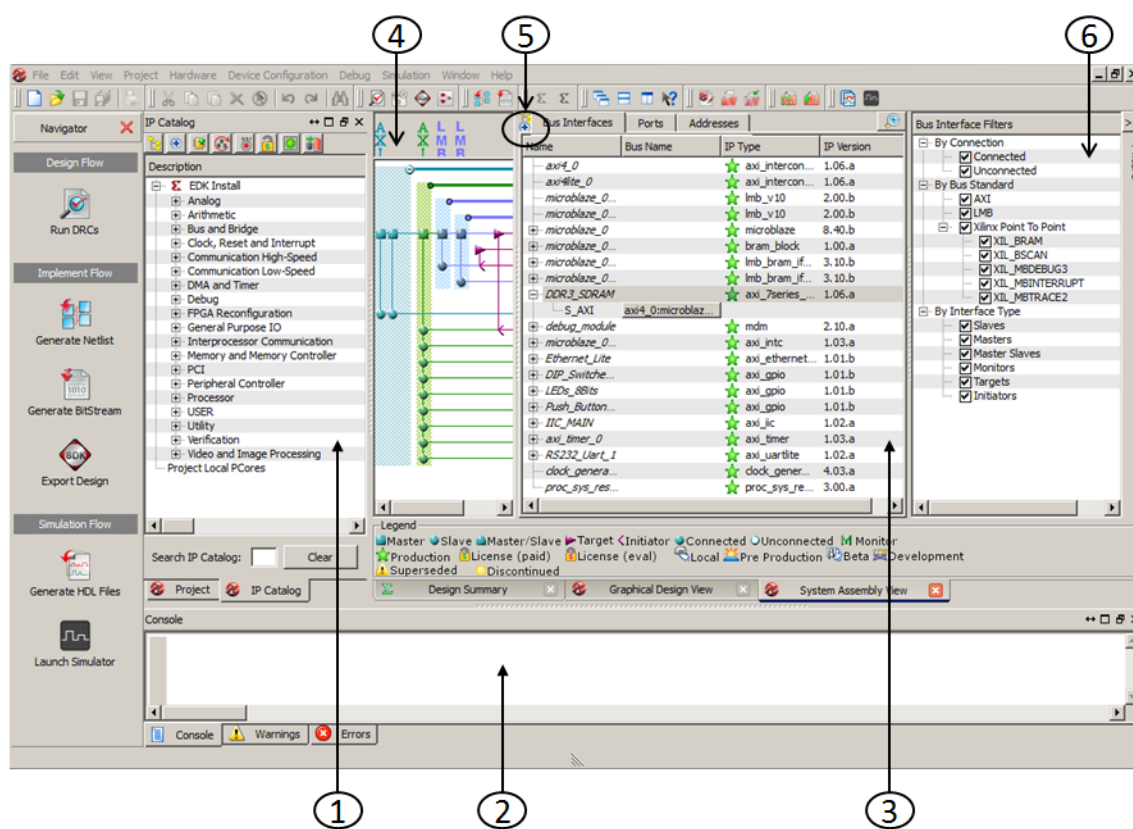 4 5 6
File Edit View Project Hardware Device Configuration Debug Simulation Window Help
Navigator
Design Flow
Run DRCs
Implement Flow
Generate Netlist
Generate BitStream
SDK
Export Design
Simulation Flow
Generate HDL Files
Launch Simulator
IP Catalog
Description
EDK Install
Analog
Arithmetic
Bus and Bridge
Clock, Reset and Interrupt
Communication High-Speed
Communication Low-Speed
DMA and Timer
Debug
FPGA Reconfiguration
General Purpose IO
Interprocessor Communication
Memory and Memory Controller
PCI
Peripheral Controller
Processor
USER
Utility
Verification
Video and Image Processing
Project Local PCores
Search IP Catalog: Clear
Project IP Catalog
Bus Interfaces Ports Addresses
Name Bus Name IP Type IP Version
axi4_0 axi_intercon... 1.06.a
axi4lite_0 axi_intercon... 1.06.a
microblaze_0... lmb_v10 2.00.b
microblaze_0... lmb_v10 2.00.b
microblaze_0 microblaze 8.40.b
microblaze_0... bram_block 1.00.a
microblaze_0... lmb_bram_if... 3.10.b
microblaze_0... lmb_bram_if... 3.10.b
DDR3_SDRAM axi_7series_... 1.06.a
S_AXI axi4_0:microblaz...
debug_module mdm 2.10.a
microblaze_0... axi_intc 1.03.a
Ethernet_Lite axi_ethernet... 1.01.b
DIP_Switche... axi_gpio 1.01.b
LEDs_8Bits axi_gpio 1.01.b
Push_Button... axi_gpio 1.01.b
IIC_MAIN axi_iic 1.02.a
axi_timer_0 axi_timer 1.03.a
RS232_Uart_1 axi_uartlite 1.02.a
clock_genera... clock_gener... 4.03.a
proc_sys_res... proc_sys_re... 3.00.a
Legend
Master Slave Master/Slave Target Initiator Connected Unconnected M Monitor
Production License (paid) License (eval) Local Pre Production Beta Development
Superseded Discontinued
Design Summary Graphical Design View System Assembly View
Bus Interface Filters
By Connection
Connected
Unconnected
By Bus Standard
AXI
LMB
Xilinx Point To Point
XIL_BRAM
XIL_BSCAN
XIL_MBDEBUG3
XIL_MBINTERRUPT
XIL_MBTRACE2
By Interface Type
Slaves
Masters
Master Slaves
Monitors
Targets
Initiators
Console
Console Warnings Errors
1 2 3